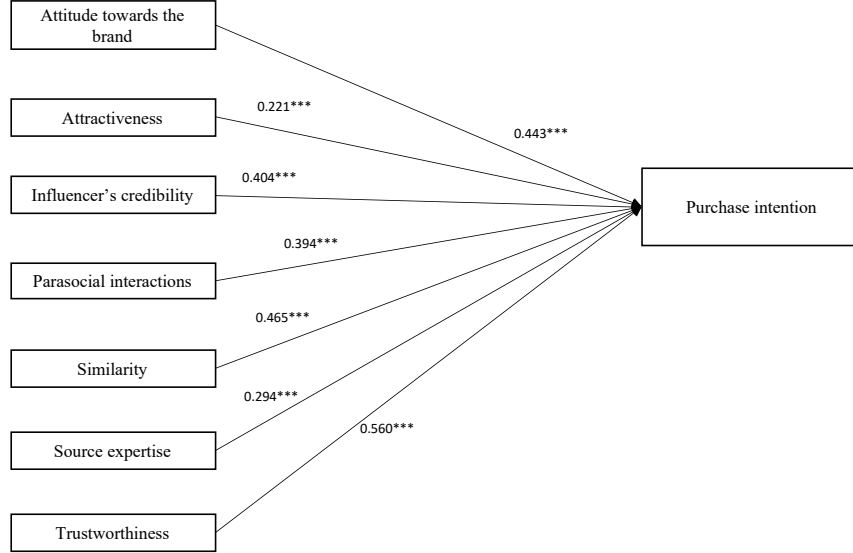 Attitude towards the
brand
0.221***
Attractiveness
0.443***
0.404***
Influencer’s credibility
Purchase intention
0.394***
Parasocial interactions
0.465***
Similarity
0.294***
0.560***
Source expertise
Trustworthiness